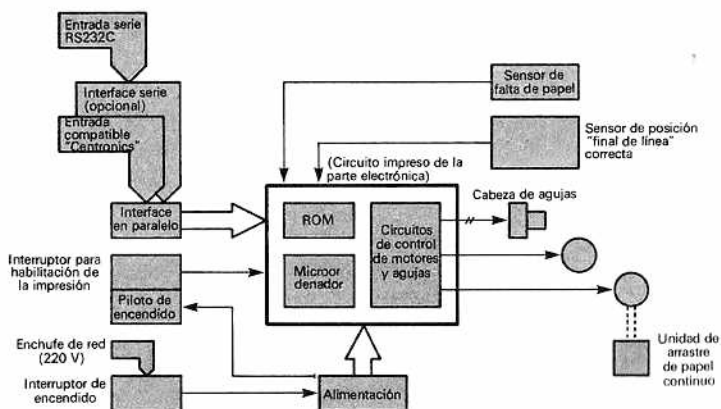 Entrada serie
RS232C
Interface serie
(opcional)
Entrada
compatible
"Centronics"
Interface
en paralelo
Sensor de
falta de papel
Sensor de posición
"final de línea"
correcta
(Circuito impreso de la
parte electrónica)
ROM
Microor
denador
Circuitos
de control
de motores
y agujas
Cabeza de agujas
Interruptor para
habilitación de
la impresión
Piloto de
encendido
Enchufe de red
(220 V)
Interruptor de
encendido
Alimentación
Unidad de
arrastre
de papel
continuo